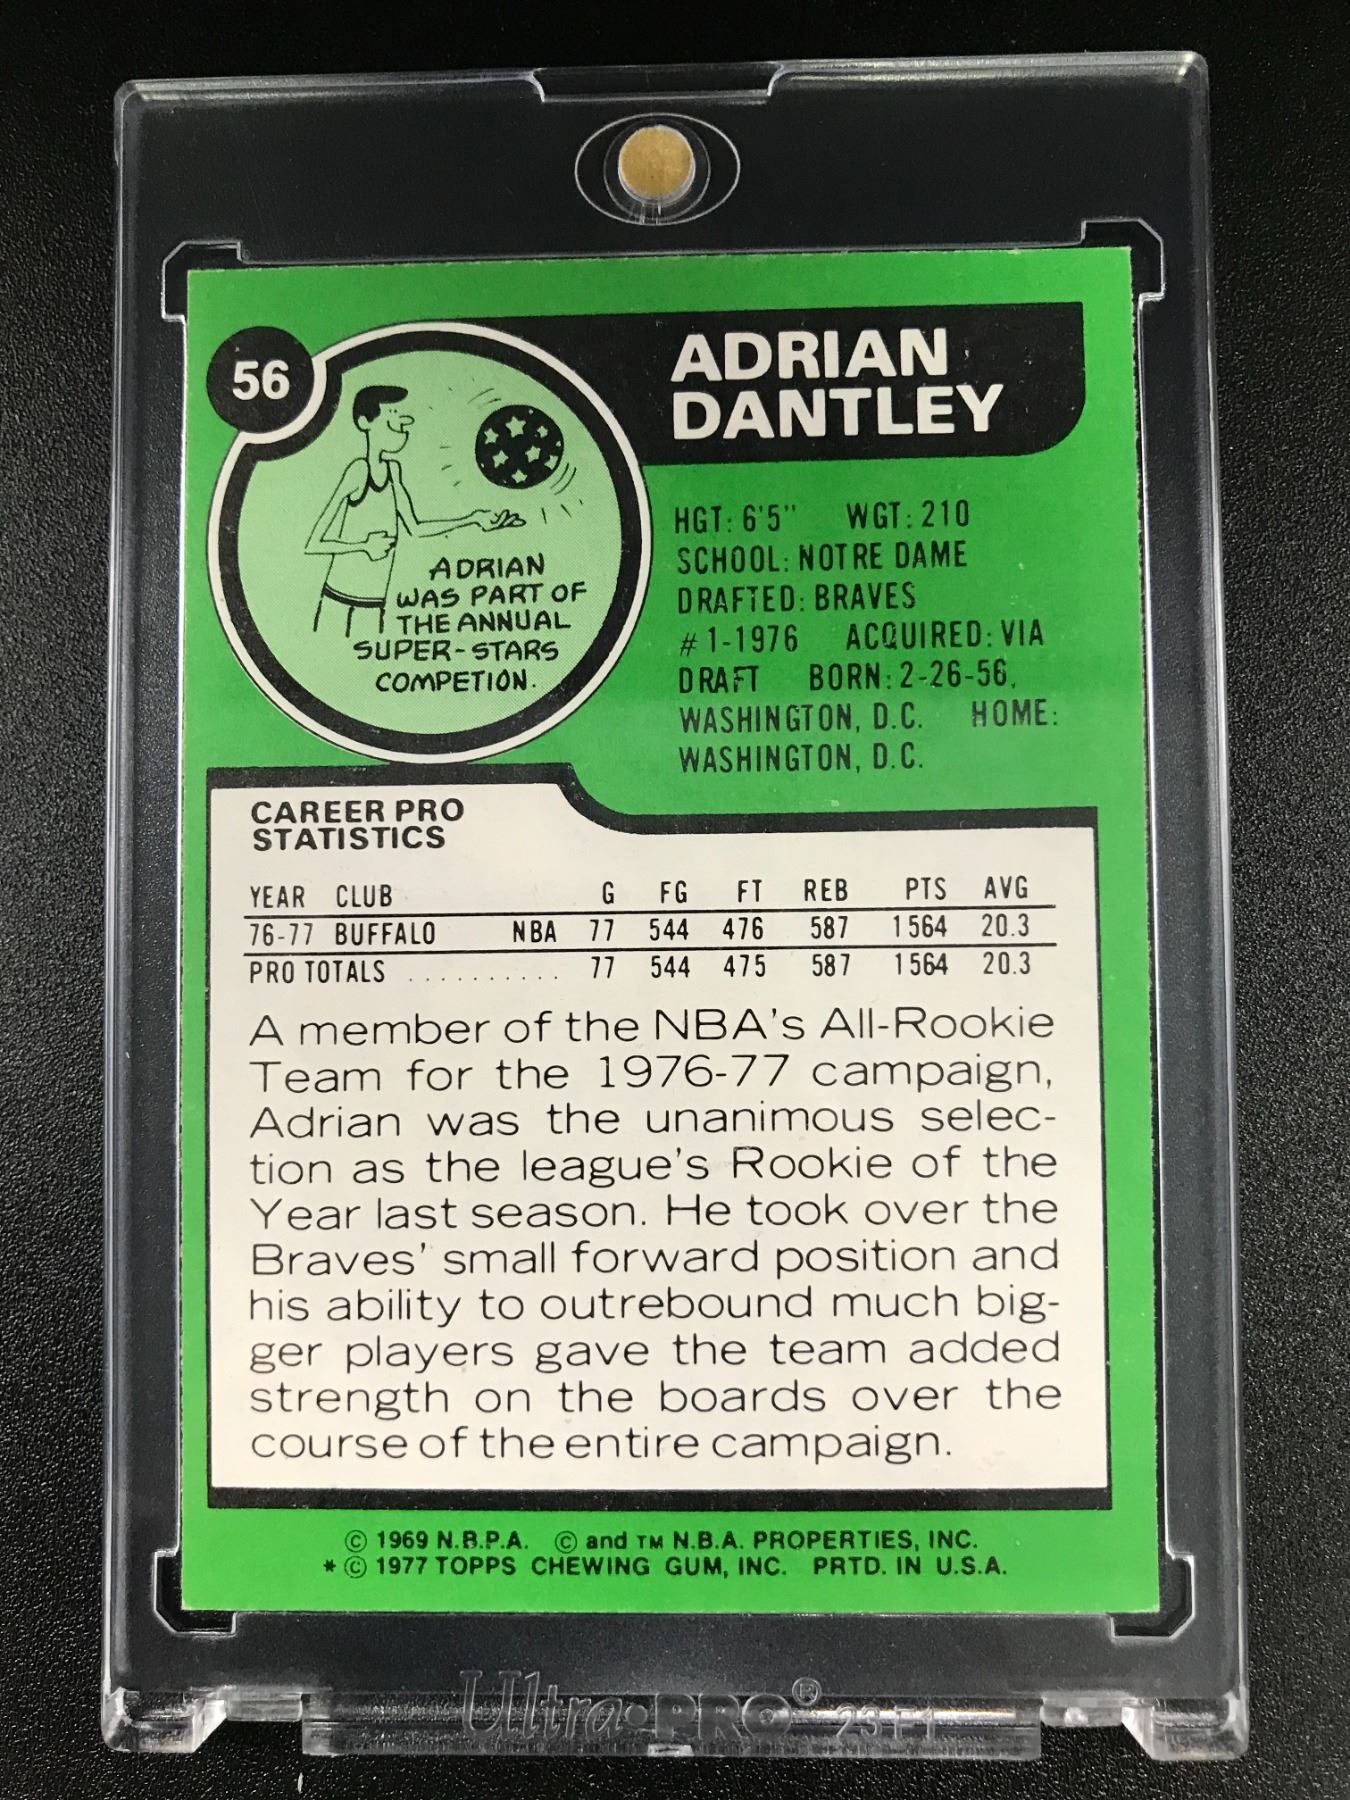 56
ADRIAN
DANTLEY
ADRIAN
WAS PART OF
THE ANNUAL
SUPER-STARS
COMPETION.
HGT: 6'5" WGT: 210
SCHOOL: NOTRE DAME
DRAFTED: BRAVES
#1-1976 ACQUIRED: VIA
DRAFT BORN: 2-26-56,
WASHINGTON, D.C. HOME:
WASHINGTON, D.C.
CAREER PRO
STATISTICS
YEAR CLUB G FG FT REB PTS AVG
76-77 BUFFALO NBA 77 544 476 587 1564 20.3
PRO TOTALS .......... 77 544 475 587 1564 20.3
A member of the NBA's All-Rookie
Team for the 1976-77 campaign,
Adrian was the unanimous selec-
tion as the league's Rookie of the
Year last season. He took over the
Braves' small forward position and
his ability to outrebound much big-
ger players gave the team added
strength on the boards over the
course of the entire campaign.
© 1969 N.B.P.A. © and TM N.B.A. PROPERTIES, INC.
* © 1977 TOPPS CHEWING GUM, INC. PRTD. IN U.S.A.
Ultra•PRO®